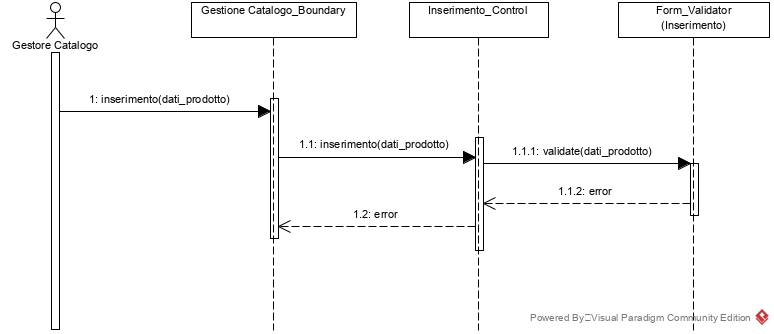 Gestione Catalogo_Boundary
Inserimento_Control
Form_Validator
(Inserimento)
Gestore Catalogo
1: inserimento(dati_prodotto)
1.1: inserimento(dati_prodotto)
1.1.1: validate(dati_prodotto)
1.1.2: error
1.2: error
Powered By Visual Paradigm Community Edition